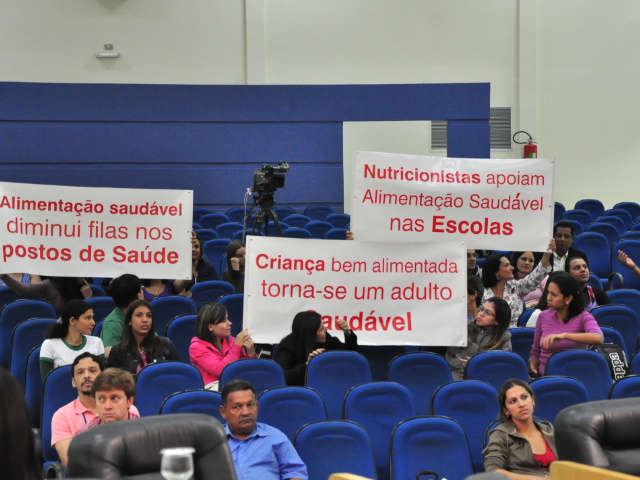 Alimentação saudável
diminui filas nos
postos de Saúde
Nutricionistas apoiam
Alimentação Saudável
nas Escolas
Criança bem alimentada
torna-se um adulto
saudável